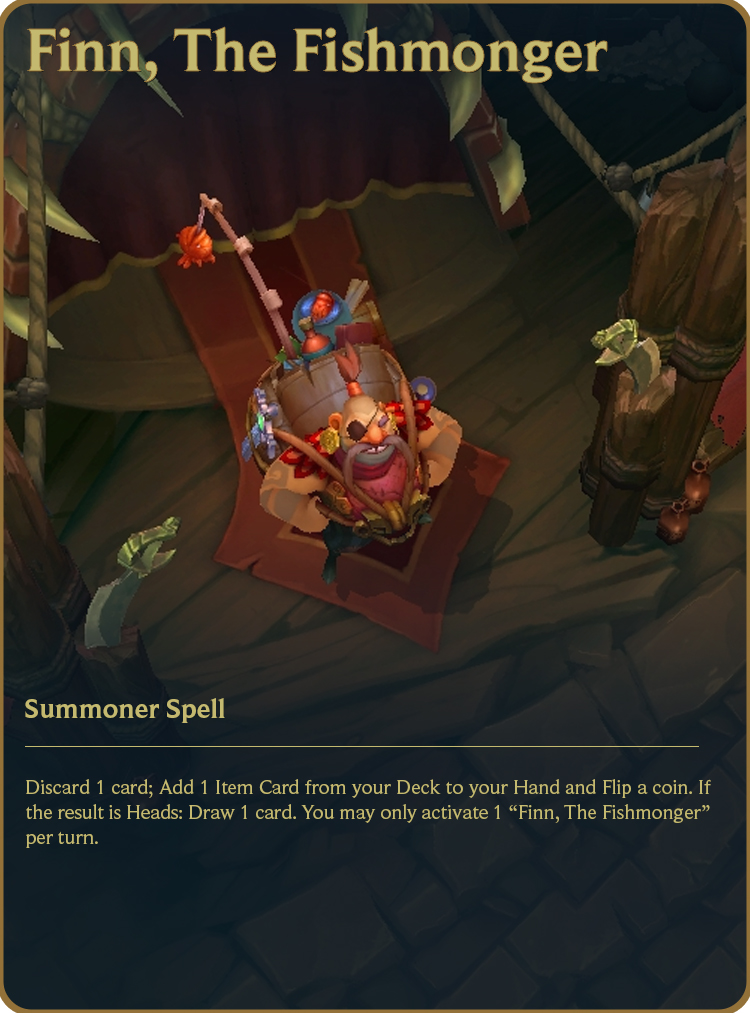 Finn, The Fishmonger
Summoner Spell
Discard 1 card; Add 1 Item Card from your Deck to your Hand and Flip a coin. If
the result is Heads: Draw 1 card. You may only activate 1 “Finn, The Fishmonger”
per turn.